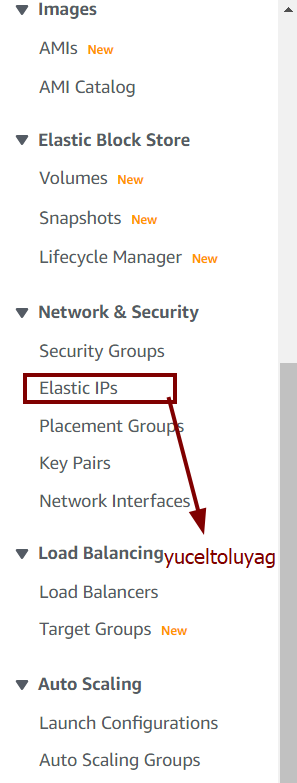 Images
AMIs New
AMI Catalog
Elastic Block Store
Volumes New
Snapshots New
Lifecycle Manager New
Network & Security
Security Groups
Elastic IPs
Placement Groups
Key Pairs
Network Interfaces
Load Balancing yuceltoluyag
Load Balancers
Target Groups New
Auto Scaling
Launch Configurations
Auto Scaling Groups